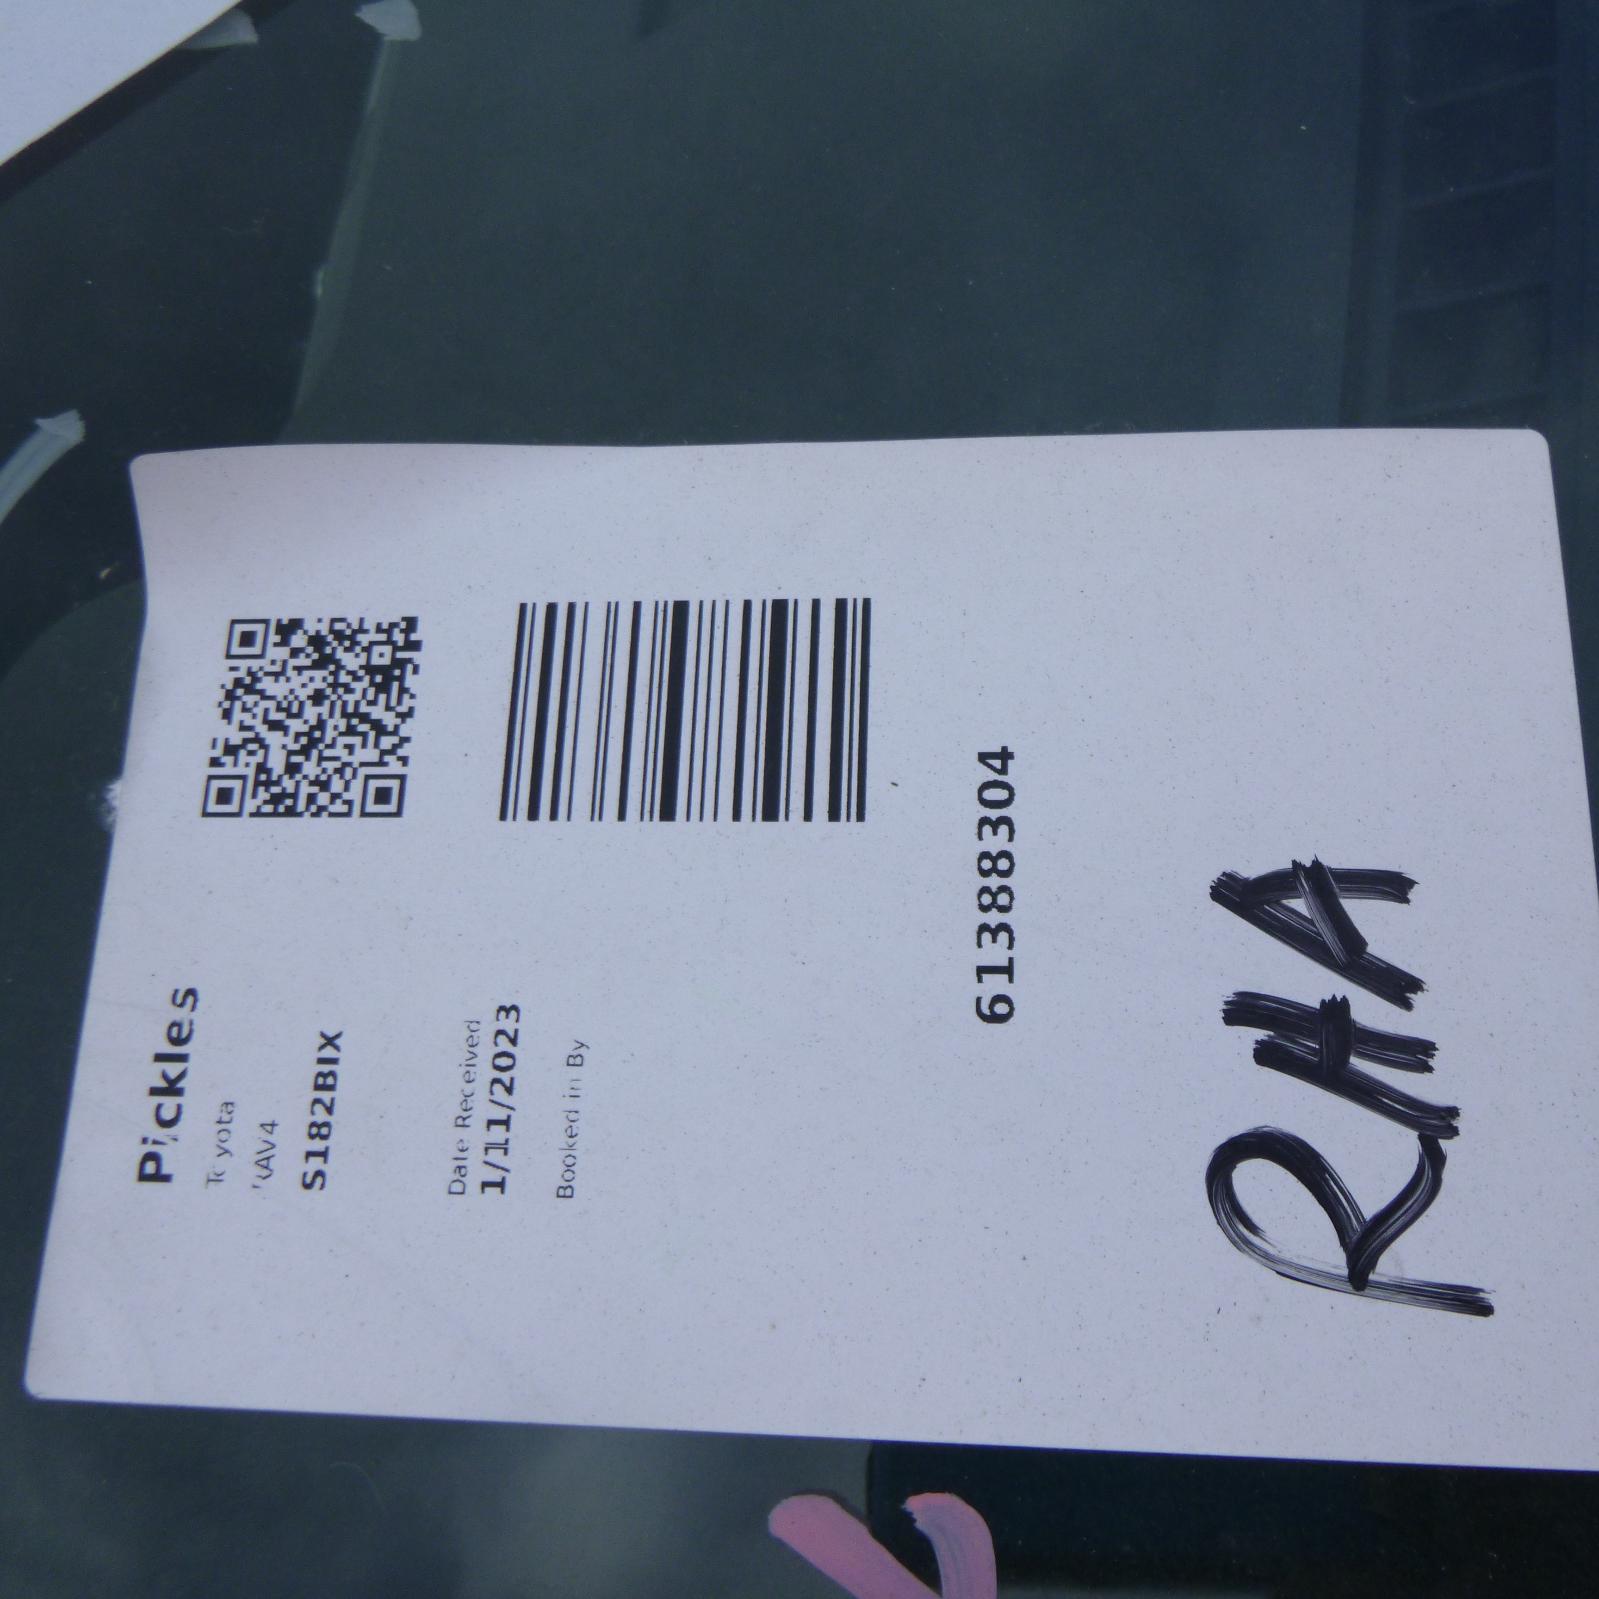 Pickles
Toyota
RAV4
S182BIX
Date Received
1/11/2023
Booked in By
61388304
RHA